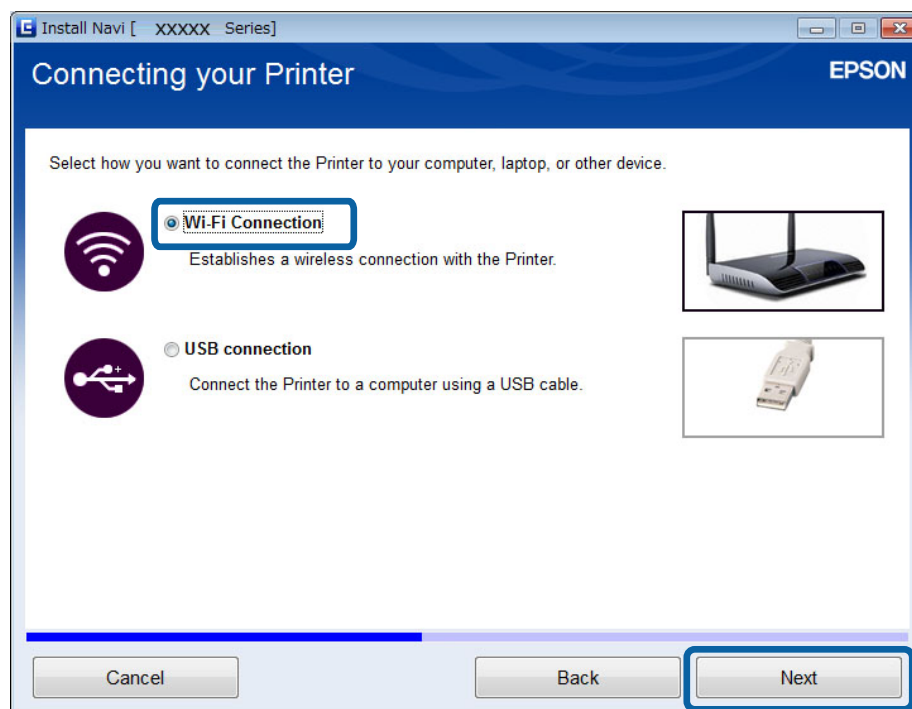 Install Navi [ XXXXX Series]
Connecting your Printer
EPSON
Select how you want to connect the Printer to your computer, laptop, or other device.
Wi-Fi Connection
Establishes a wireless connection with the Printer.
USB connection
Connect the Printer to a computer using a USB cable.
Cancel
Back
Next